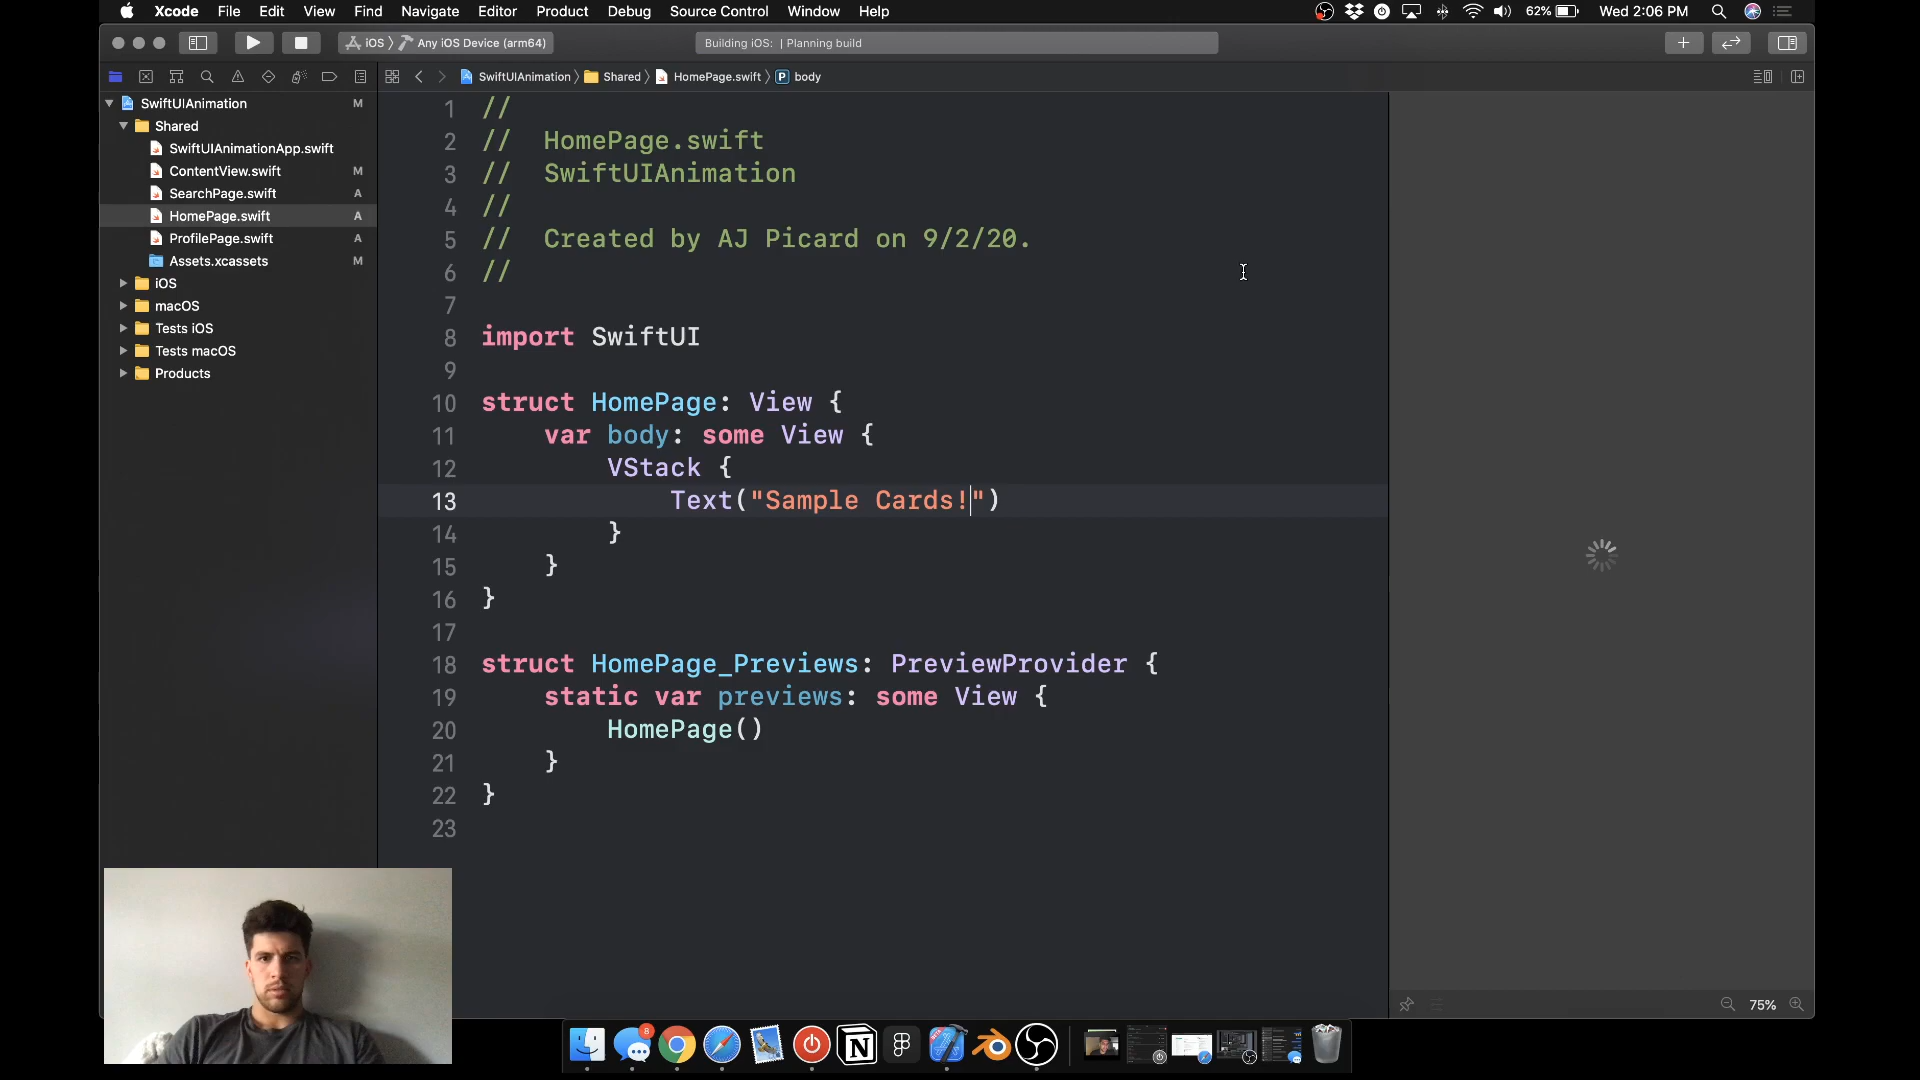 Xcode File Edit View Find Navigate Editor Product Debug Source Control Window Help 62% Wed 2:06 PM
iOS Any iOS Device (arm64) Building iOS: | Planning build
SwiftUIAnimation Shared HomePage.swift P body
SwiftUIAnimation M
Shared
SwiftUIAnimationApp.swift
ContentView.swift M
SearchPage.swift A
HomePage.swift A
ProfilePage.swift A
Assets.xcassets M
iOS
macOS
Tests iOS
Tests macOS
Products
1 //
2 // HomePage.swift
3 // SwiftUIAnimation
4 //
5 // Created by AJ Picard on 9/2/20.
6 //
7
8 import SwiftUI
9
10 struct HomePage: View {
11 var body: some View {
12 VStack {
13 Text("Sample Cards!")
14 }
15 }
16 }
17
18 struct HomePage_Previews: PreviewProvider {
19 static var previews: some View {
20 HomePage()
21 }
22 }
23
75%
8